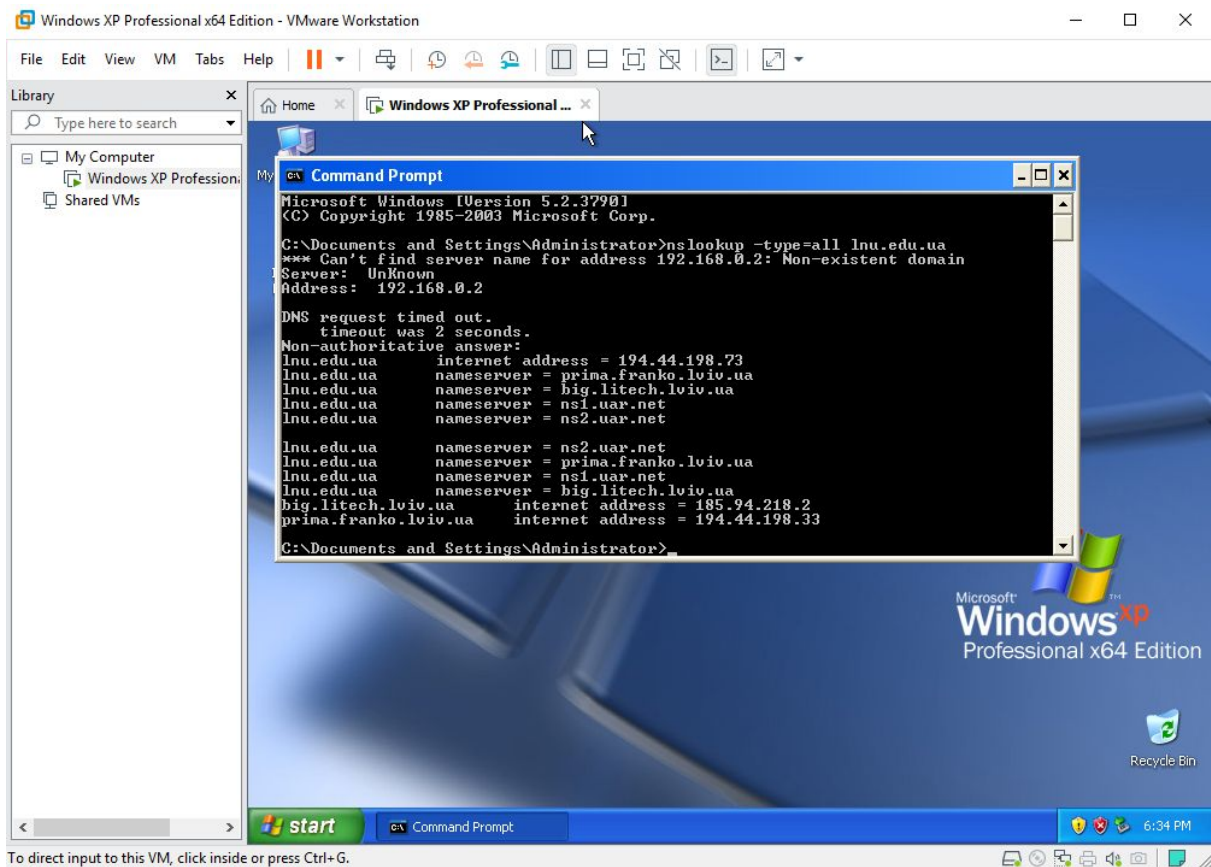 Windows XP Professional x64 Edition - VMware Workstation
File Edit View VM Tabs Help
Library
Type here to search
My Computer
Windows XP Profession
Shared VMs
Home
Windows XP Professional ...
My
Command Prompt
Microsoft Windows [Version 5.2.3790]
(C) Copyright 1985-2003 Microsoft Corp.
C:\Documents and Settings\Administrator>nslookup -type=all lnu.edu.ua
*** Can't find server name for address 192.168.0.2: Non-existent domain
Server: UnKnown
Address: 192.168.0.2
DNS request timed out.
timeout was 2 seconds.
Non-authoritative answer:
lnu.edu.ua internet address = 194.44.198.73
lnu.edu.ua nameserver = prima.franko.lviv.ua
lnu.edu.ua nameserver = big.litech.lviv.ua
lnu.edu.ua nameserver = ns1.uar.net
lnu.edu.ua nameserver = ns2.uar.net
lnu.edu.ua nameserver = ns2.uar.net
lnu.edu.ua nameserver = prima.franko.lviv.ua
lnu.edu.ua nameserver = ns1.uar.net
lnu.edu.ua nameserver = big.litech.lviv.ua
big.litech.lviv.ua internet address = 185.94.218.2
prima.franko.lviv.ua internet address = 194.44.198.33
C:\Documents and Settings\Administrator>_
Microsoft
Windows xp TM
Professional x64 Edition
Recycle Bin
start
Command Prompt
6:34 PM
To direct input to this VM, click inside or press Ctrl+G.